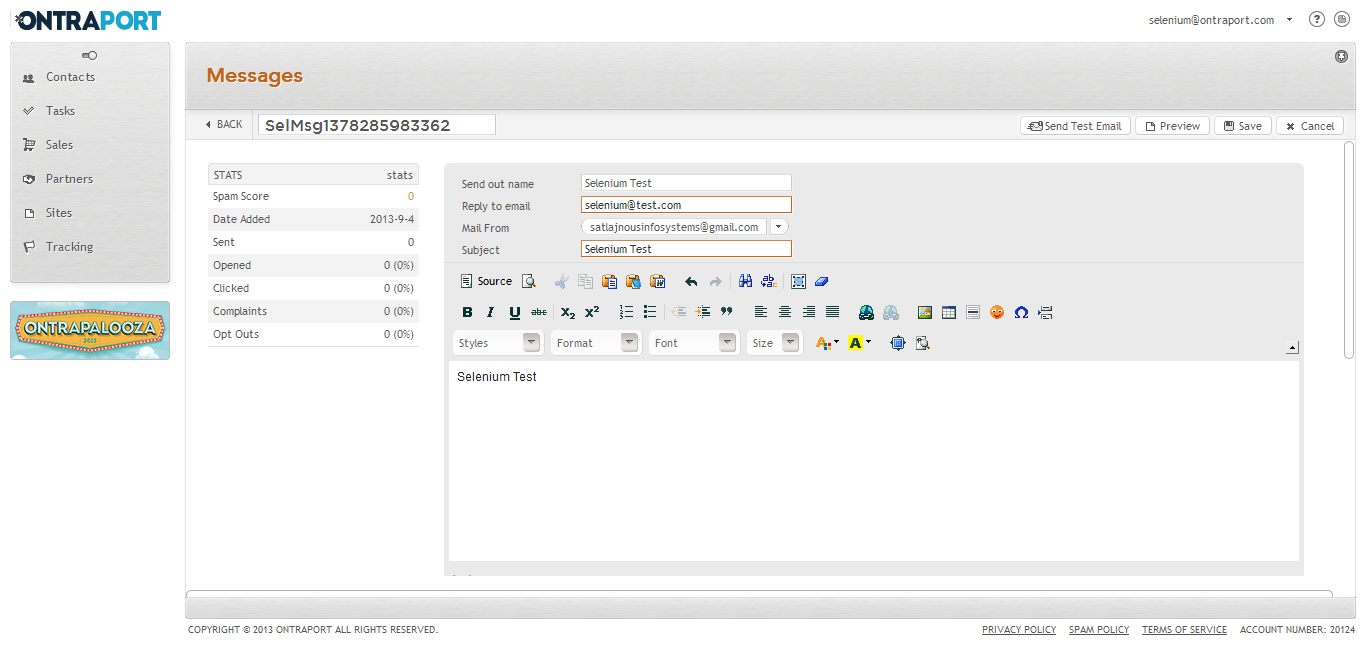 ONTRAPORT
selenium@ontraport.com
Contacts
Tasks
Sales
Partners
Sites
Tracking
ONTRAPALOOZA
2013
Messages
BACK
SelMsg1378285983362
Send Test Email
Preview
Save
Cancel
STATS stats
Spam Score 0
Date Added 2013-9-4
Sent 0
Opened 0 (0%)
Clicked 0 (0%)
Complaints 0 (0%)
Opt Outs 0 (0%)
Send out name Selenium Test
Reply to email selenium@test.com
Mail From satlajnousinfosystems@gmail.com
Subject Selenium Test
Source
B I U abc X2 X2
Styles Format Font Size A A
Selenium Test
COPYRIGHT © 2013 ONTRAPORT ALL RIGHTS RESERVED.
PRIVACY POLICY SPAM POLICY TERMS OF SERVICE ACCOUNT NUMBER: 20124